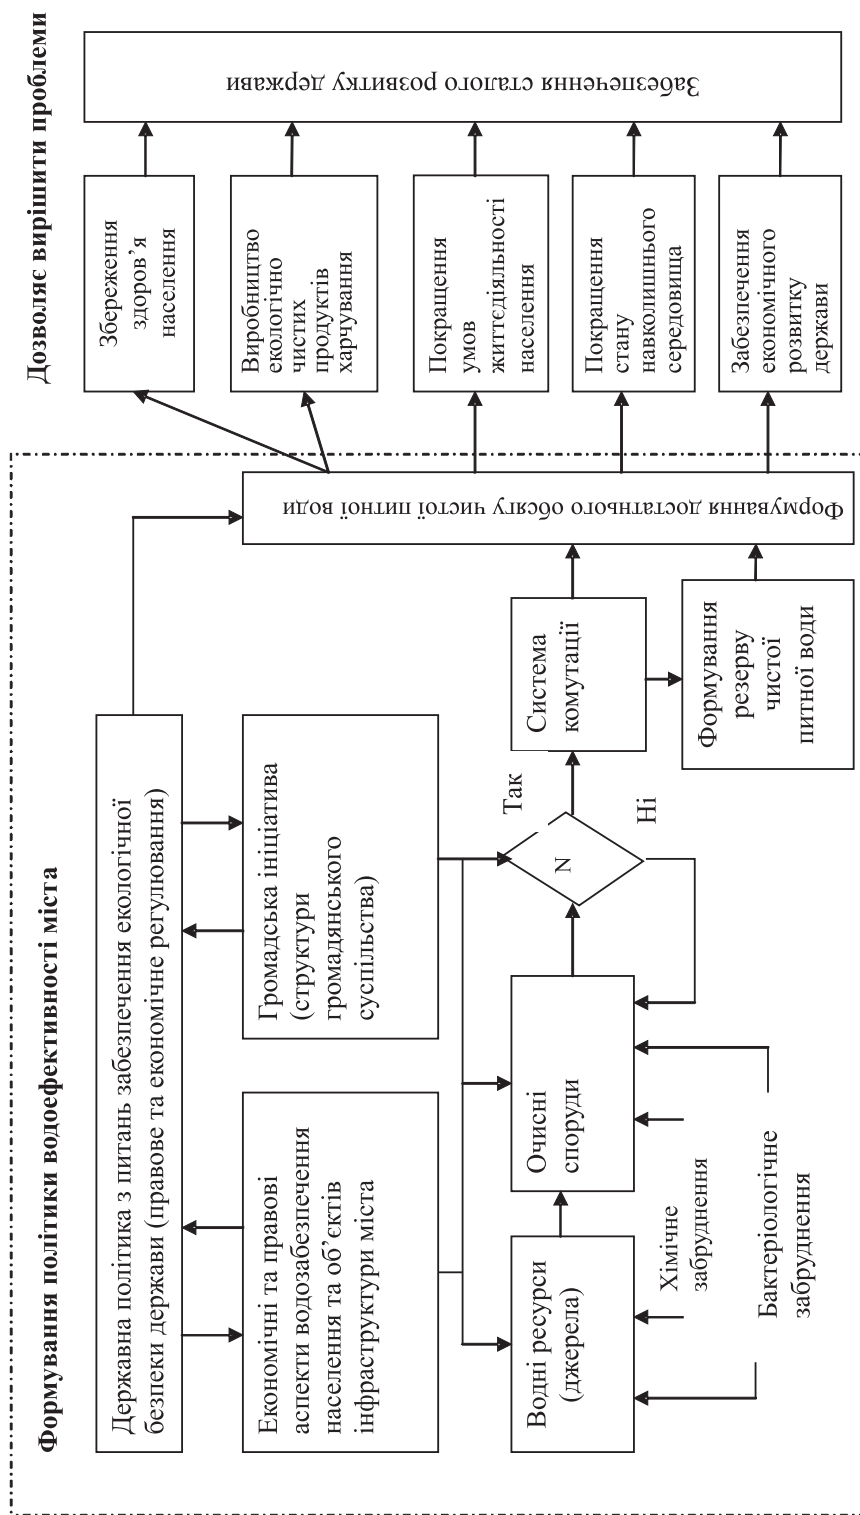 Формування політики водоефективності міста
Державна політика з питань забезпечення екологічної
безпеки держави (правове та економічне регулювання)
Економічні та правові
аспекти водозабезпечення
населення та об’єктів
інфраструктури міста
Громадська ініціатива
(структури
громадянського
суспільства)
Водні ресурси
(джерела)
Очисні
споруди
N
Так
Ні
Система
комутації
Формування
резерву
чистої
питної води
Хімічне
забруднення
Бактеріологічне
забруднення
Формування достатнього обсягу чистої питної води
Дозволяє вирішити проблеми
Збереження
здоров’я
населення
Виробництво
екологічно
чистих
продуктів
харчування
Покращення
умов
життєдіяльності
населення
Покращення
стану
навколишнього
середовища
Забезпечення
економічного
розвитку
держави
Забезпечення сталого розвитку держави